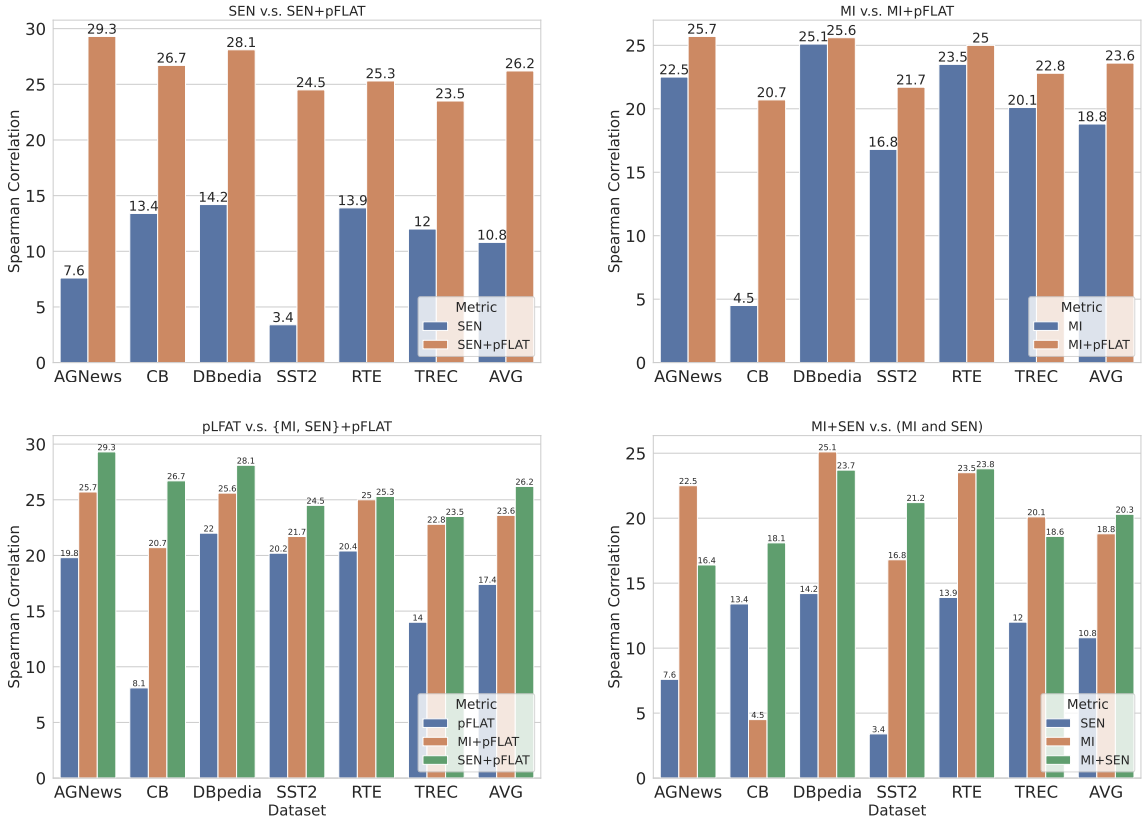 SEN v.s. SEN+pFLAT
Spearman Correlation
30
25
20
15
10
5
0
7.6 29.3 13.4 26.7 14.2 28.1 3.4 24.5 13.9 25.3 12 23.5 10.8 26.2
Metric
SEN
SEN+pFLAT
AGNews CB DBpedia SST2 RTE TREC AVG
MI v.s. MI+pFLAT
Spearman Correlation
25
20
15
10
5
0
22.5 25.7 4.5 20.7 25.1 25.6 16.8 21.7 23.5 25 20.1 22.8 18.8 23.6
Metric
MI
MI+pFLAT
AGNews CB DBpedia SST2 RTE TREC AVG
pLFAT v.s. {MI, SEN}+pFLAT
Spearman Correlation
30
25
20
15
10
5
0
19.8 25.7 29.3 8.1 20.7 26.7 22 25.6 28.1 20.2 21.7 24.5 20.4 25 25.3 14 22.8 23.5 17.4 23.6 26.2
Metric
pFLAT
MI+pFLAT
SEN+pFLAT
AGNews CB DBpedia SST2 RTE TREC AVG
Dataset
MI+SEN v.s. (MI and SEN)
Spearman Correlation
25
20
15
10
5
0
7.6 22.5 16.4 13.4 4.5 18.1 14.2 25.1 23.7 3.4 16.8 21.2 13.9 23.5 23.8 12 20.1 18.6 10.8 18.8 20.3
Metric
SEN
MI
MI+SEN
AGNews CB DBpedia SST2 RTE TREC AVG
Dataset